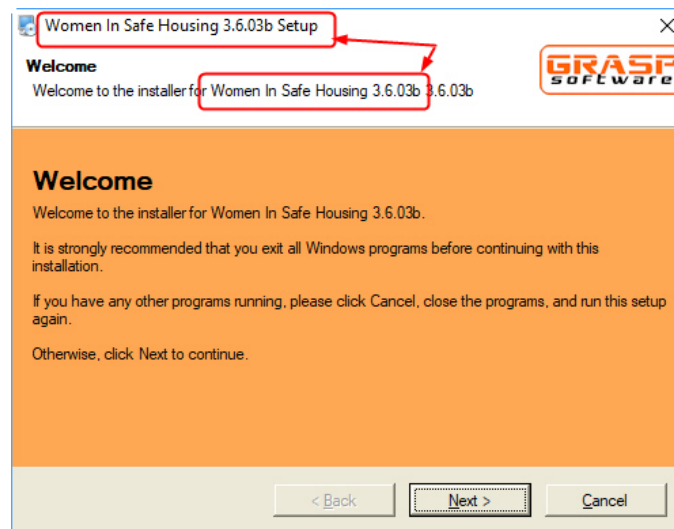 Women In Safe Housing 3.6.03b Setup
Welcome
Welcome to the installer for Women In Safe Housing 3.6.03b 3.6.03b
GRASP
software
Welcome
Welcome to the installer for Women In Safe Housing 3.6.03b.
It is strongly recommended that you exit all Windows programs before continuing with this
installation.
If you have any other programs running, please click Cancel, close the programs, and run this setup
again.
Otherwise, click Next to continue.
< Back
Next >
Cancel